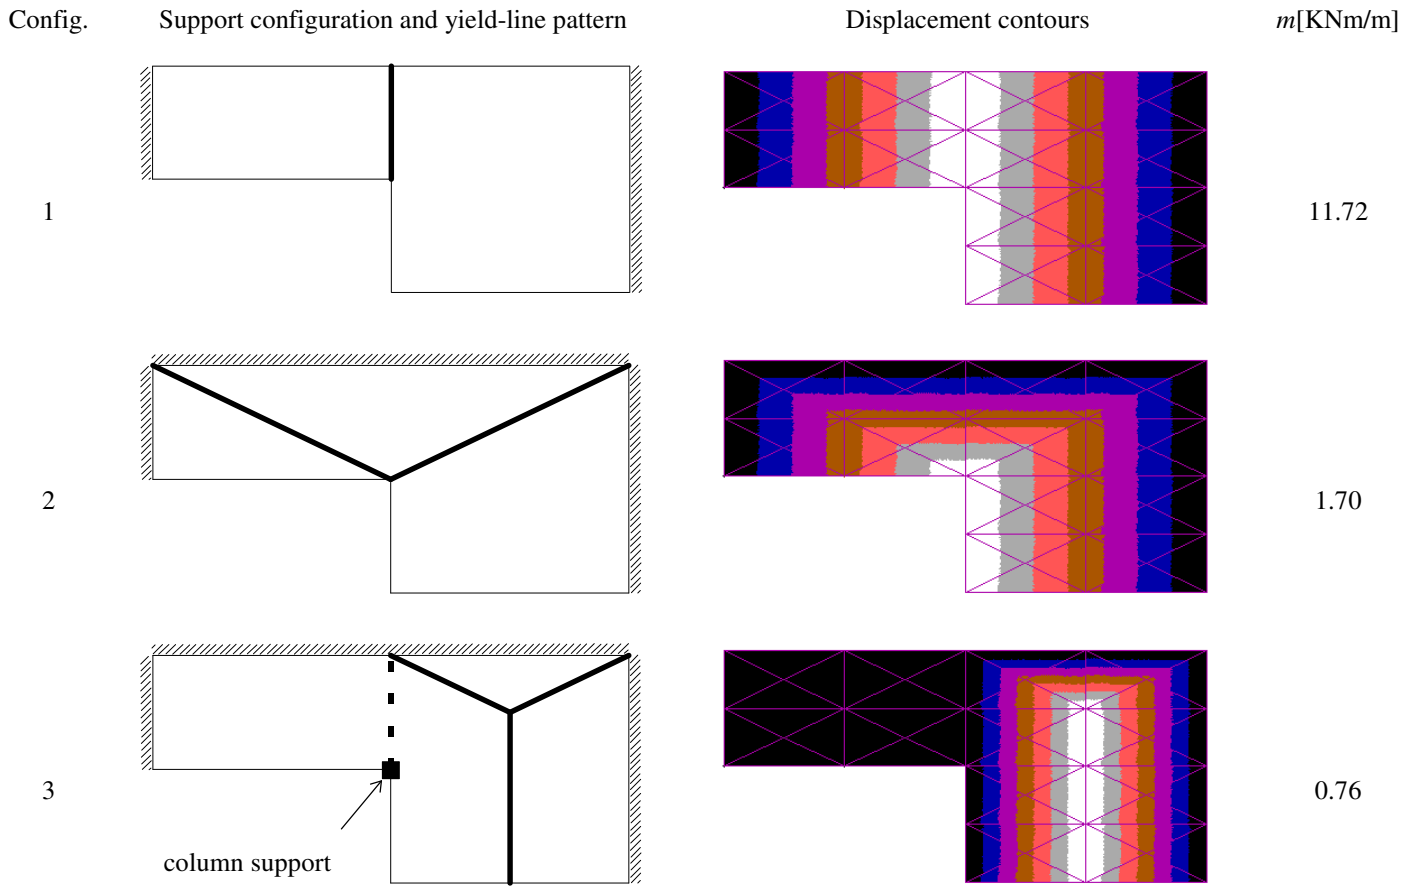 Config. Support configuration and yield-line pattern Displacement contours m[KNm/m]
1 11.72
2 1.70
3 0.76
column support